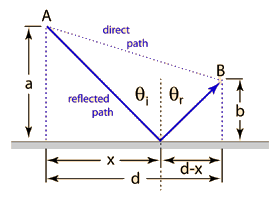 A
direct
path
B
θi
θr
a
reflected
path
b
x
d-x
d